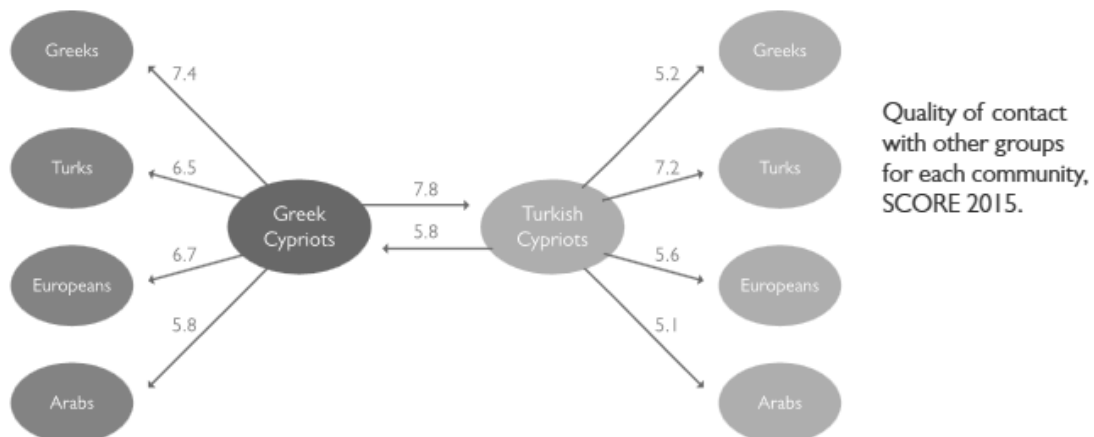 Greeks
7.4
Turks
6.5
Greek
Cypriots
Europeans
6.7
Arabs
5.8
7.8
5.8
Turkish
Cypriots
5.2
Greeks
7.2
Turks
5.6
Europeans
5.1
Arabs
Quality of contact
with other groups
for each community,
SCORE 2015.